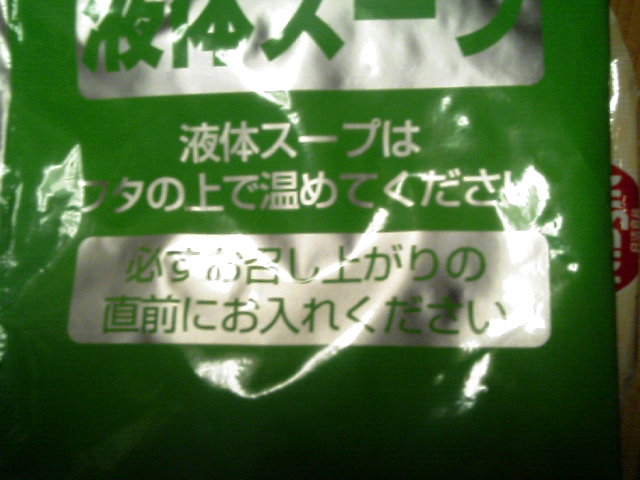 液体スープ
液体スープは
フタの上で温めてください
必ずお召し上がりの
直前にお入れください